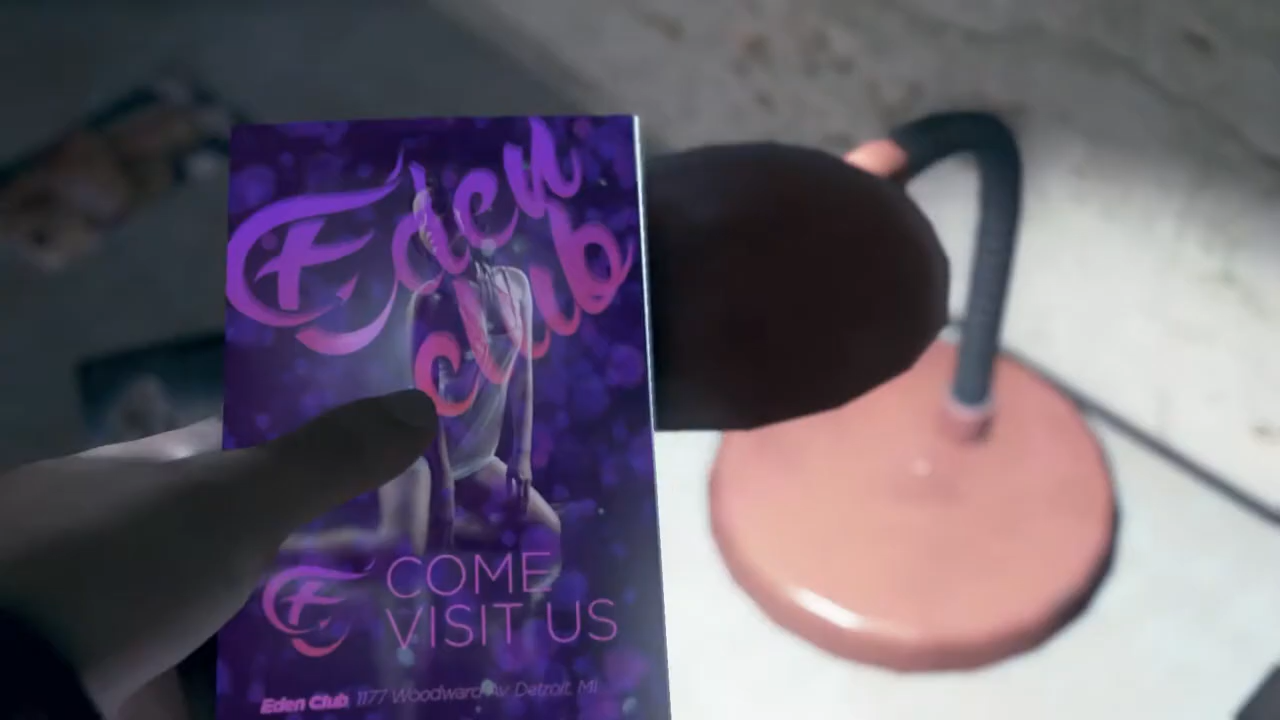 Eden
club
COME
VISIT US
Eden Club 1177 Woodward Av. Detroit, MI